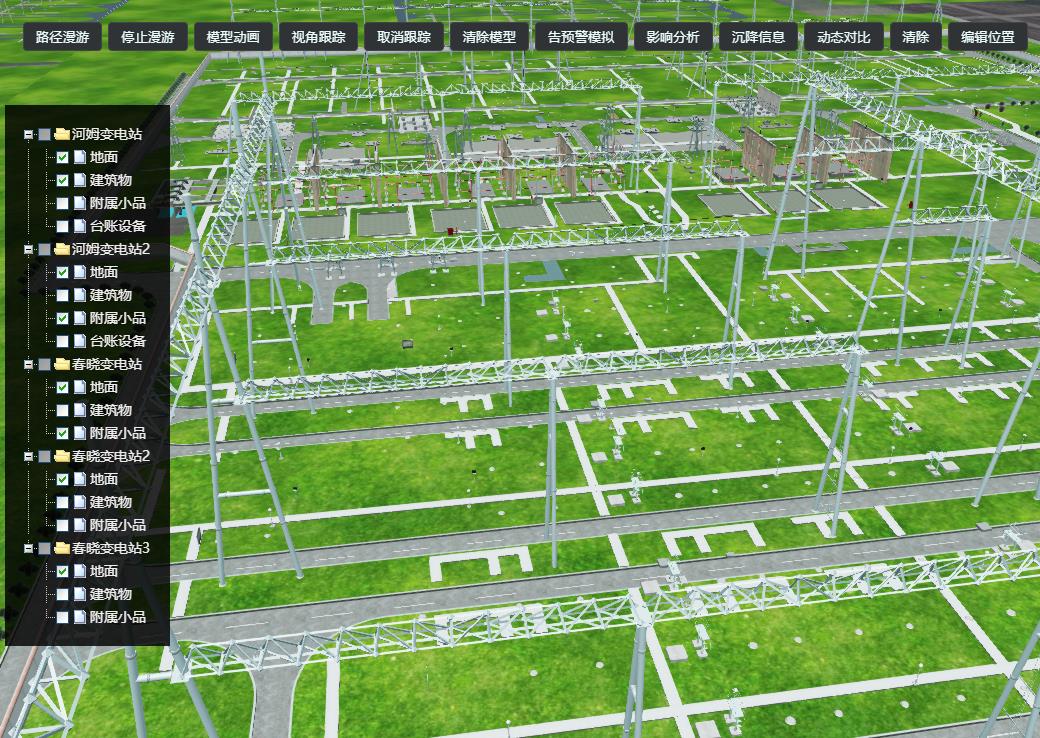 路径漫游 停止漫游 模型动画 视角跟踪 取消跟踪 清除模型 告预警模拟 影响分析 沉降信息 动态对比 清除 编辑位置
河姆变电站
地面
建筑物
附属小品
台账设备
河姆变电站2
地面
建筑物
附属小品
台账设备
春晓变电站
地面
建筑物
附属小品
春晓变电站2
地面
建筑物
附属小品
春晓变电站3
地面
建筑物
附属小品